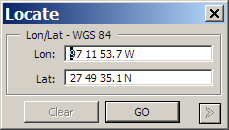 Locate
Lon/Lat - WGS 84
Lon: 97 11 53.7 W
Lat: 27 49 35.1 N
Clear GO